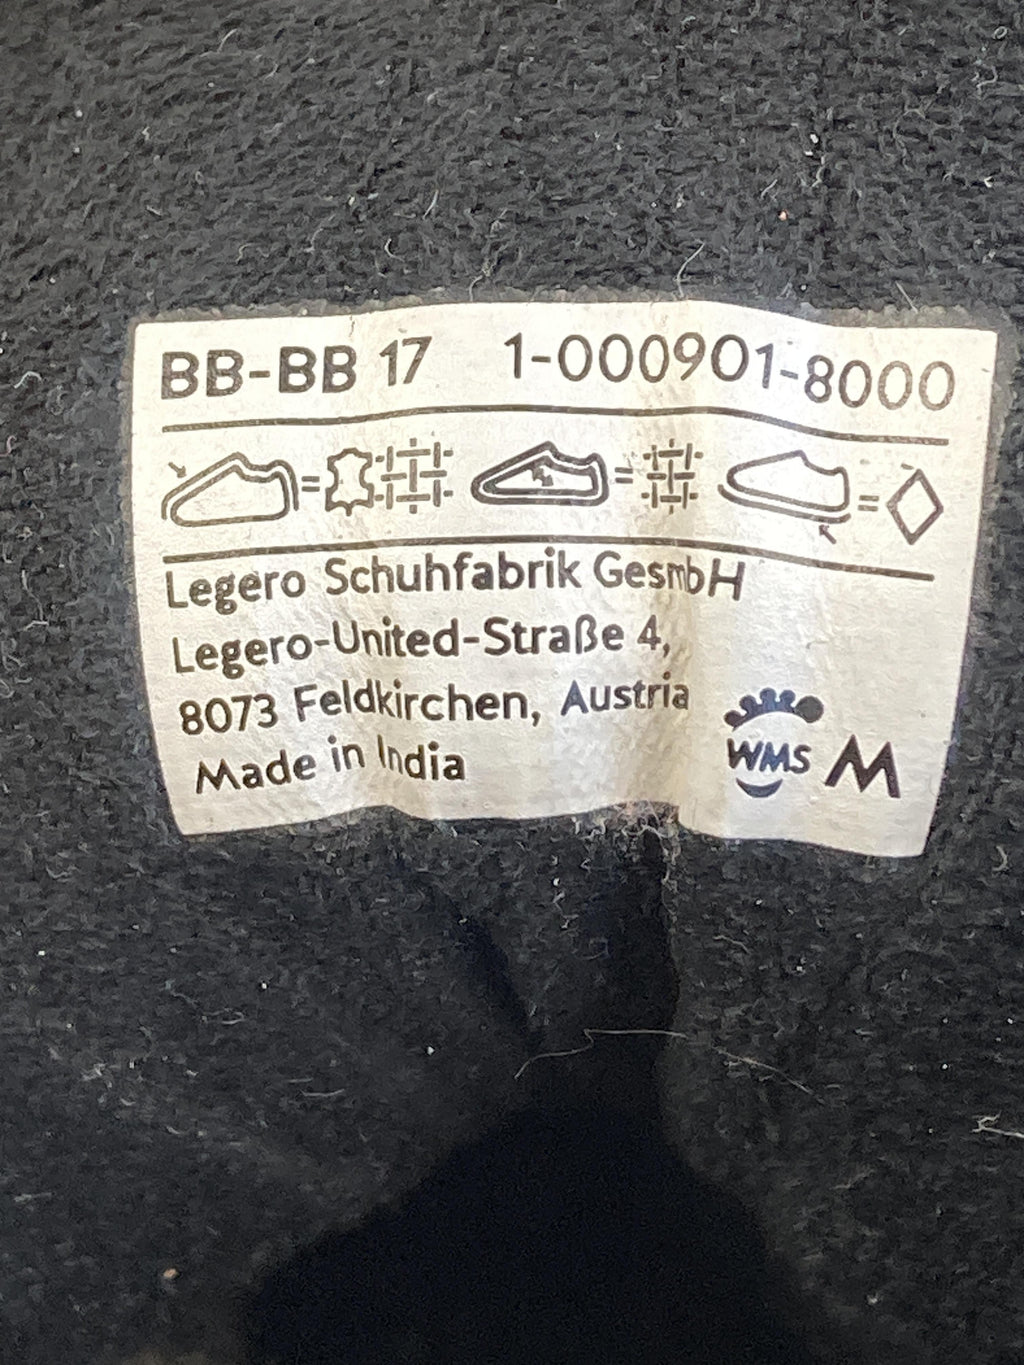 BB-BB 17 1-000901-8000
= =  =
Legero Schuhfabrik GesmbH
Legero-United-Straße 4,
8073 Feldkirchen, Austria
Made in India
WMS M